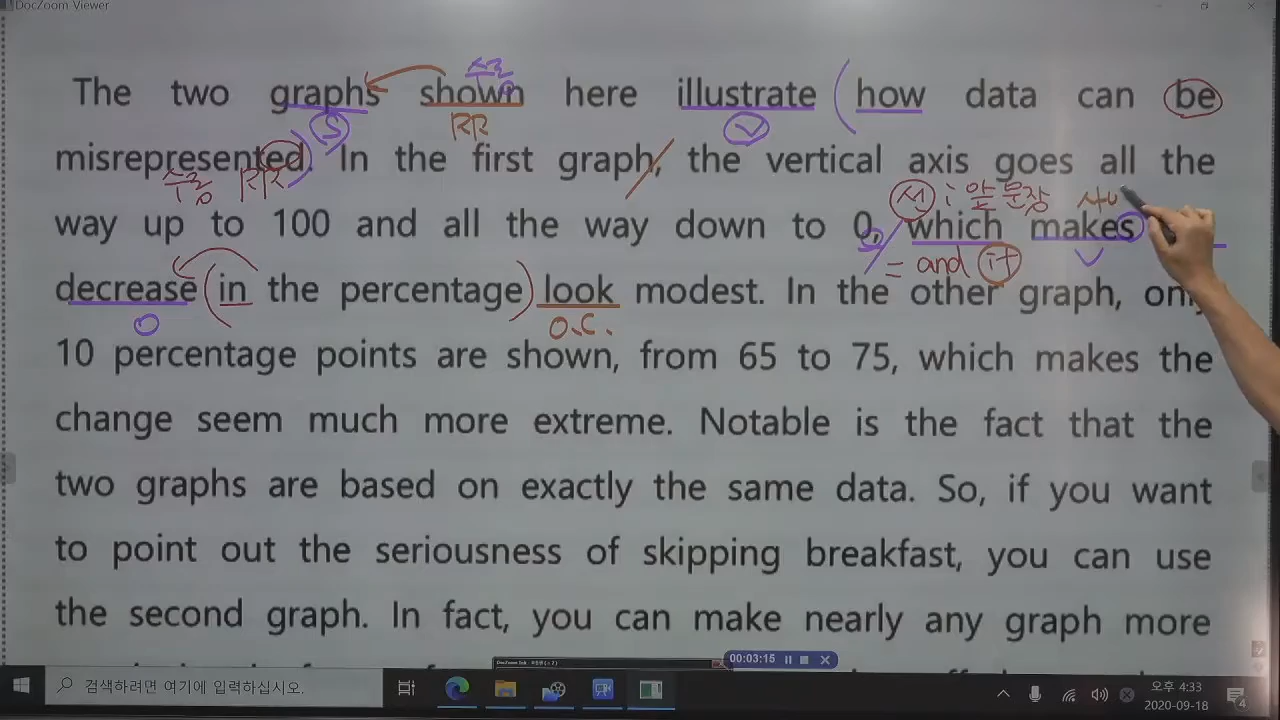 DocZoom Viewer
수동
The two graphs shown here illustrate (how data can be
S RR V
misrepresented). In the first graph, the vertical axis goes all the
수동 RR 선 : 앞 문장
way up to 100 and all the way down to 0, which makes
= and it V
decrease (in the percentage) look modest. In the other graph,
O O.C.
10 percentage points are shown, from 65 to 75, which makes the
change seem much more extreme. Notable is the fact that the
two graphs are based on exactly the same data. So, if you want
to point out the seriousness of skipping breakfast, you can use
the second graph. In fact, you can make nearly any graph more
00:03:15
검색하려면 여기에 입력하십시오.
오후 4:33
2020-09-18